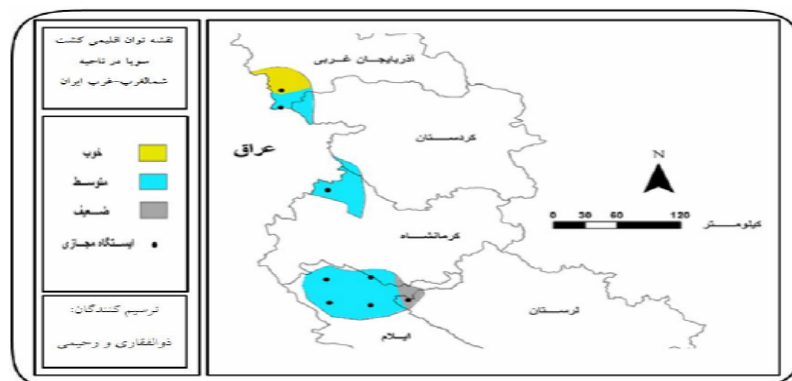 نقشه توان اقلیمی کشت
سویا در ناحیه
شمالغرب-غرب ایران
خوب
متوسط
ضعیف
ایستگاه مجازی
ترسیم کنندگان:
ذوالفقاری و رحیمی
آذربایجان غربی
کردستان
عراق
کرمانشاه
لرستان
ایلام
N
0 30 60 120 کیلومتر